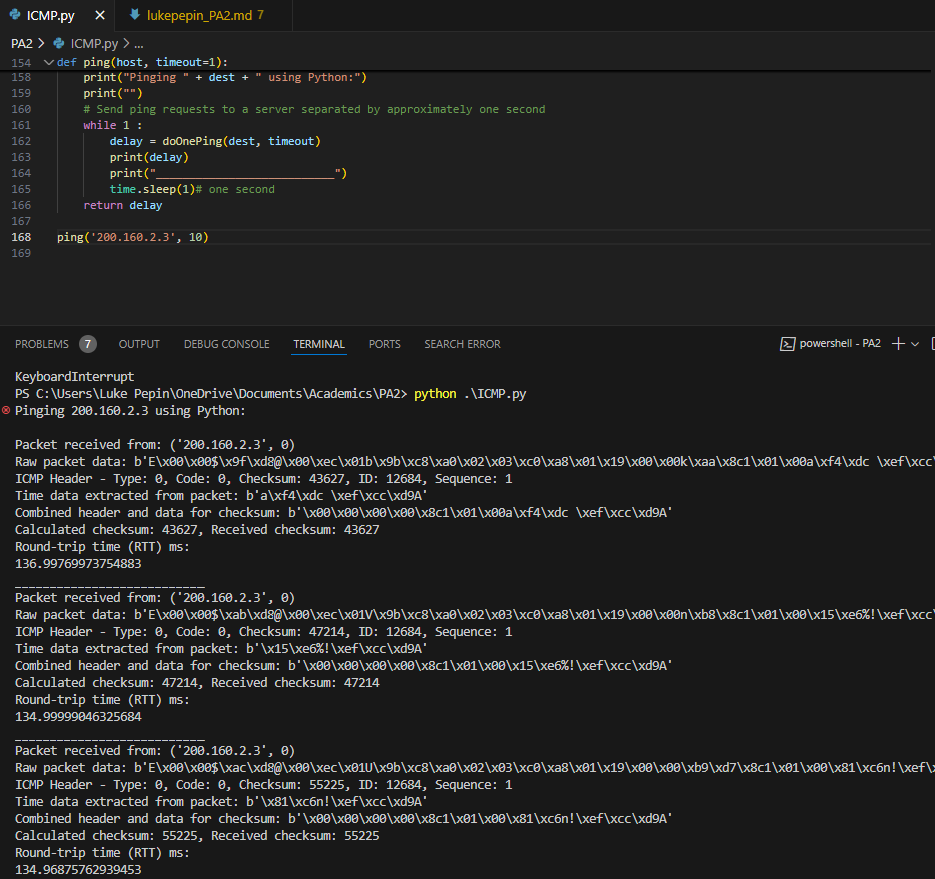 ICMP.py
lukepepin_PA2.md 7
PA2 > ICMP.py > ...
154 def ping(host, timeout=1):
158 print("Pinging " + dest + " using Python:")
159 print("")
160 # Send ping requests to a server separated by approximately one second
161 while 1 :
162 delay = doOnePing(dest, timeout)
163 print(delay)
164 print("___________________________")
165 time.sleep(1)# one second
166 return delay
167
168 ping('200.160.2.3', 10)
169
PROBLEMS 7 OUTPUT DEBUG CONSOLE TERMINAL PORTS SEARCH ERROR powershell - PA2
KeyboardInterrupt
PS C:\Users\Luke Pepin\OneDrive\Documents\Academics\PA2> python .\ICMP.py
Pinging 200.160.2.3 using Python:
Packet received from: ('200.160.2.3', 0)
Raw packet data: b'E\x00\x00$\x9f\xd8@\x00\xec\x01b\x9b\xc8\xa0\x02\x03\xc0\xa8\x01\x19\x00\x00k\xaa\x8c1\x01\x00a\xf4\xdc \xef\xcc\
ICMP Header - Type: 0, Code: 0, Checksum: 43627, ID: 12684, Sequence: 1
Time data extracted from packet: b'a\xf4\xdc \xef\xcc\xd9A'
Combined header and data for checksum: b'\x00\x00\x00\x00\x8c1\x01\x00a\xf4\xdc \xef\xcc\xd9A'
Calculated checksum: 43627, Received checksum: 43627
Round-trip time (RTT) ms:
136.99769973754883
___________________________
Packet received from: ('200.160.2.3', 0)
Raw packet data: b'E\x00\x00$\xab\xd8@\x00\xec\x01V\x9b\xc8\xa0\x02\x03\xc0\xa8\x01\x19\x00\x00n\xb8\x8c1\x01\x00\x15\xe6%!\xef\xcc\
ICMP Header - Type: 0, Code: 0, Checksum: 47214, ID: 12684, Sequence: 1
Time data extracted from packet: b'\x15\xe6%!\xef\xcc\xd9A'
Combined header and data for checksum: b'\x00\x00\x00\x00\x8c1\x01\x00\x15\xe6%!\xef\xcc\xd9A'
Calculated checksum: 47214, Received checksum: 47214
Round-trip time (RTT) ms:
134.99999046325684
___________________________
Packet received from: ('200.160.2.3', 0)
Raw packet data: b'E\x00\x00$\xac\xd8@\x00\xec\x01U\x9b\xc8\xa0\x02\x03\xc0\xa8\x01\x19\x00\x00\xb9\xd7\x8c1\x01\x00\x81\xc6n!\xef\x
ICMP Header - Type: 0, Code: 0, Checksum: 55225, ID: 12684, Sequence: 1
Time data extracted from packet: b'\x81\xc6n!\xef\xcc\xd9A'
Combined header and data for checksum: b'\x00\x00\x00\x00\x8c1\x01\x00\x81\xc6n!\xef\xcc\xd9A'
Calculated checksum: 55225, Received checksum: 55225
Round-trip time (RTT) ms:
134.96875762939453